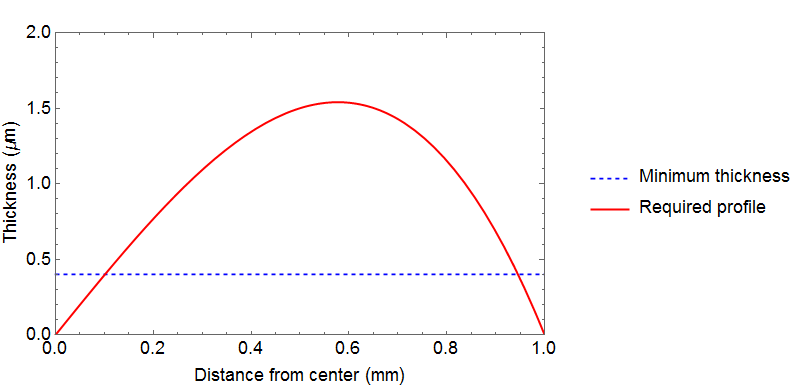 2.0
1.5
1.0
0.5
0.0
Thickness (μm)
0.0 0.2 0.4 0.6 0.8 1.0
Distance from center (mm)
Minimum thickness
Required profile